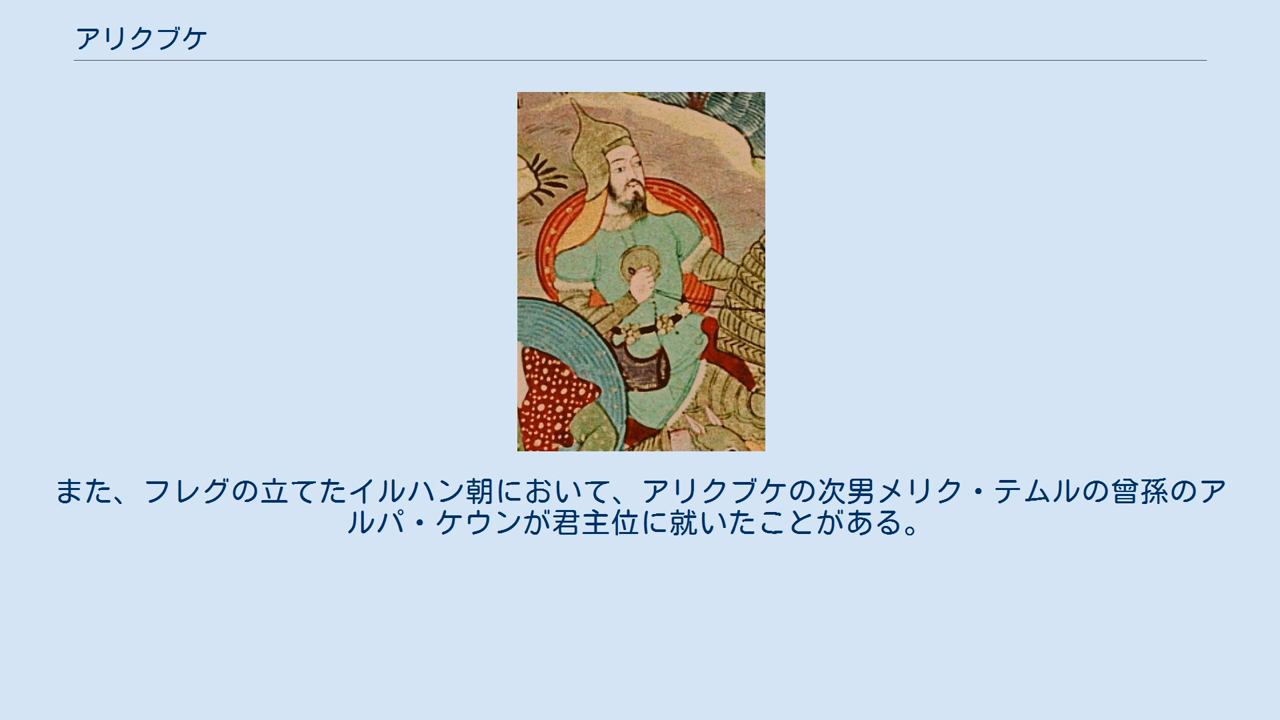 アリクブケ
また、フレグの立てたイルハン朝において、アリクブケの次男メリク・テムルの曾孫のア
ルパ・ケウンが君主位に就いたことがある。